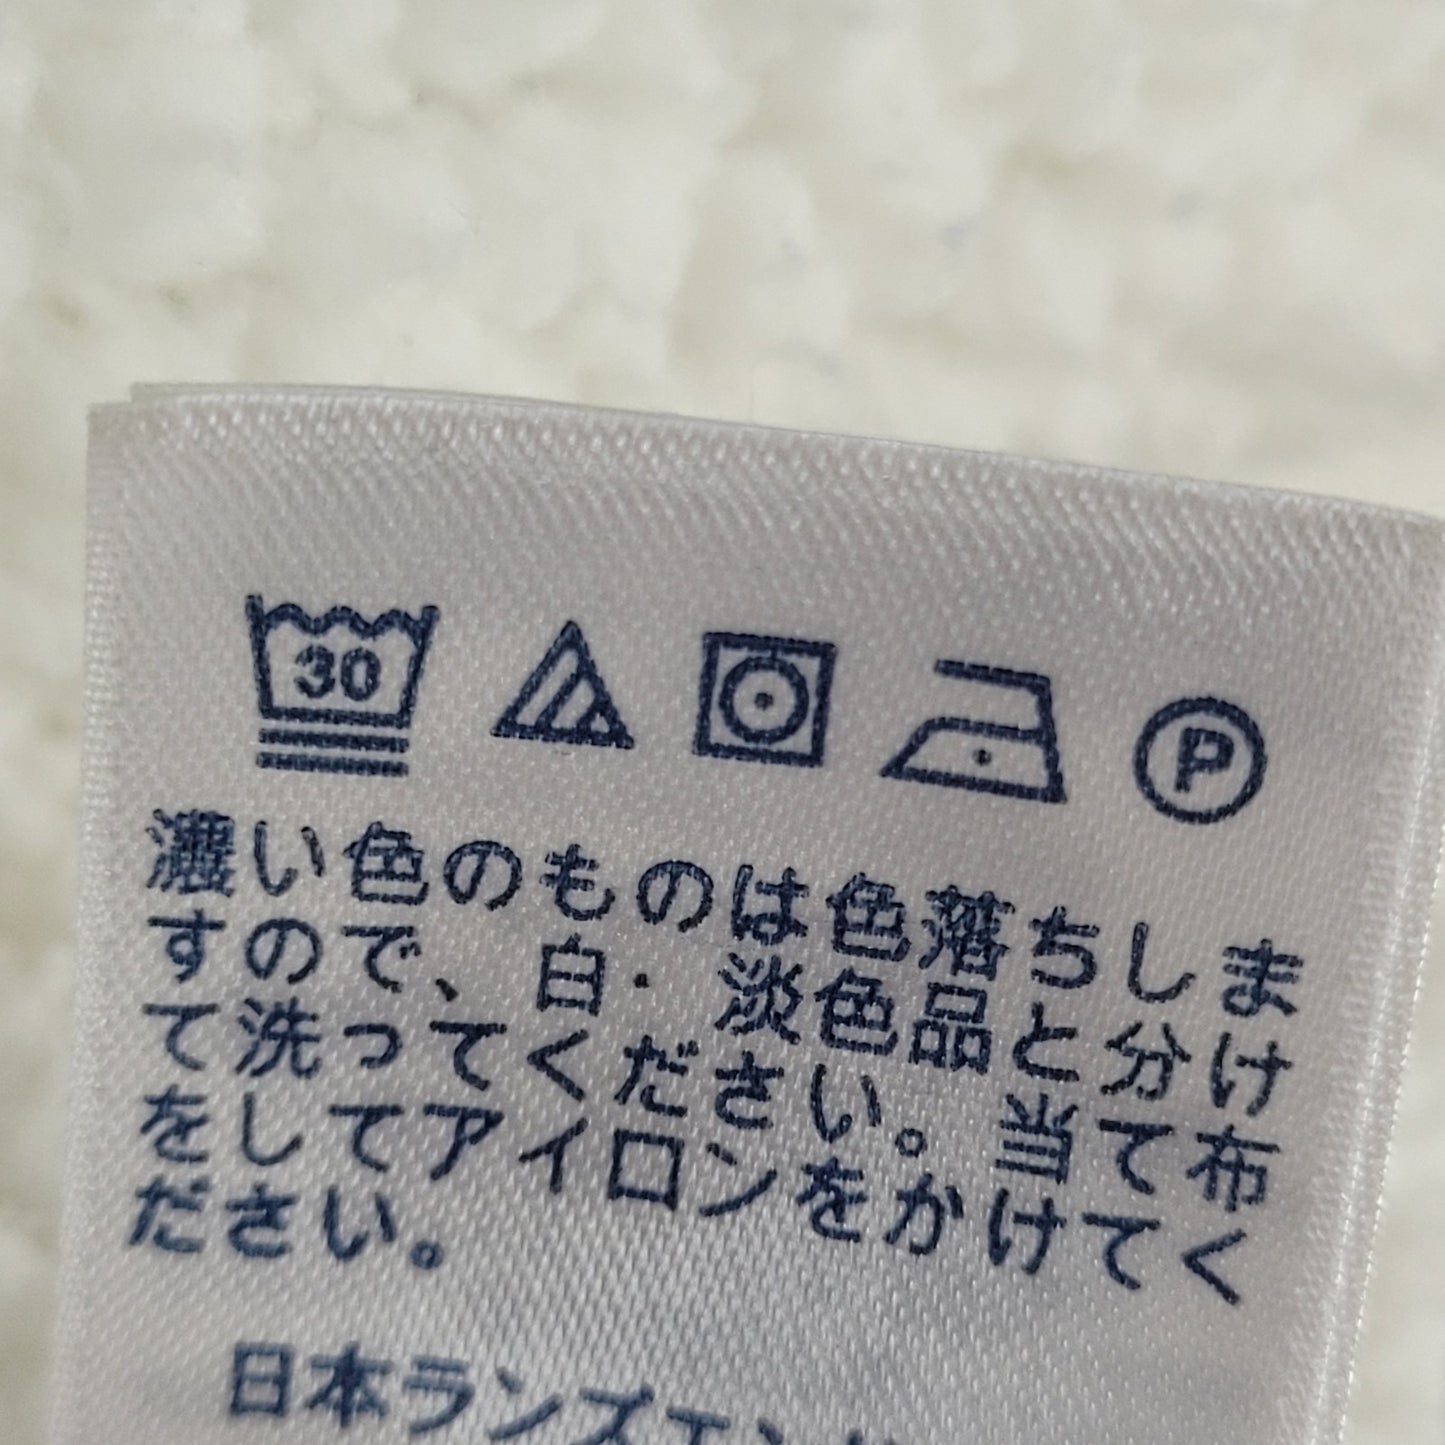 30 P
濃い色のものは色落ちしま
すので、白・淡色品と分け
て洗ってください。当て布
をしてアイロンをかけてく
ださい。
日本ランズエン